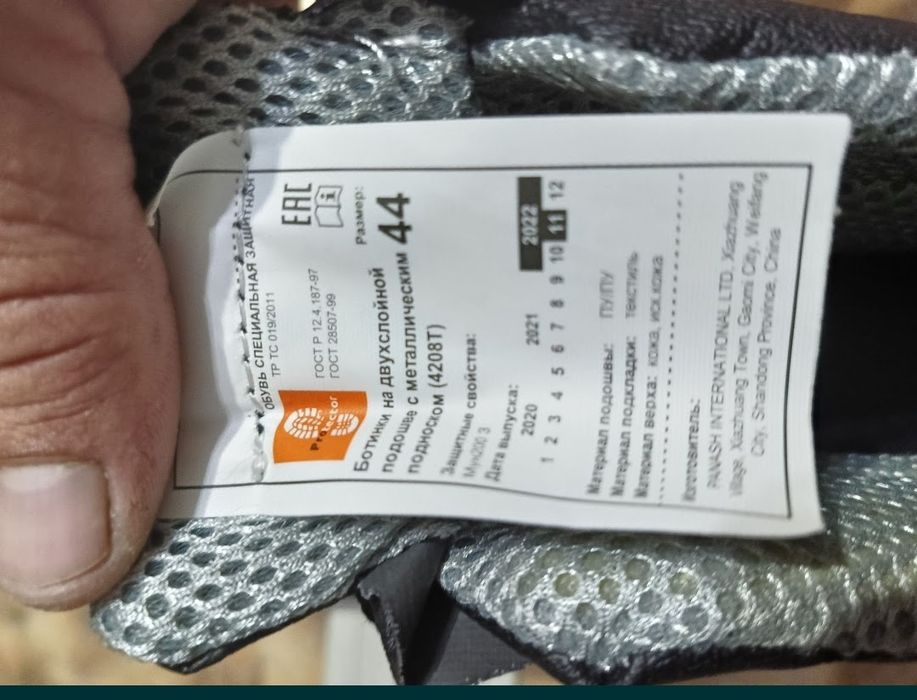 ОБУВЬ СПЕЦИАЛЬНАЯ ЗАЩИТНАЯ
ТР ТС 019/2011
Protector
ГОСТ Р 12.4.187-97
ГОСТ 28507-99
EAC
Ботинки на двухслойной
подошве с металлическим
подноском (4208Т)
Размер:
44
Защитные свойства:
Мун200 З
Дата выпуска:
2020 2021 2022
1 2 3 4 5 6 7 8 9 10 11 12
Материал подошвы: ПУ/ПУ
Материал подкладки: текстиль
Материал верха: кожа, иск.кожа
Изготовитель:
PANASH INTERNATIONAL LTD. Xiazhuang
Village, Xiazhuang Town, Gaomi City, Weifang
City, Shandong Province, China